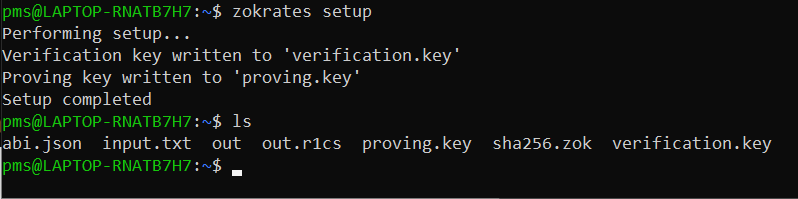 pms@LAPTOP-RNATB7H7:~$ zokrates setup
Performing setup...
Verification key written to 'verification.key'
Proving key written to 'proving.key'
Setup completed
pms@LAPTOP-RNATB7H7:~$ ls
abi.json  input.txt  out  out.r1cs  proving.key  sha256.zok  verification.key
pms@LAPTOP-RNATB7H7:~$